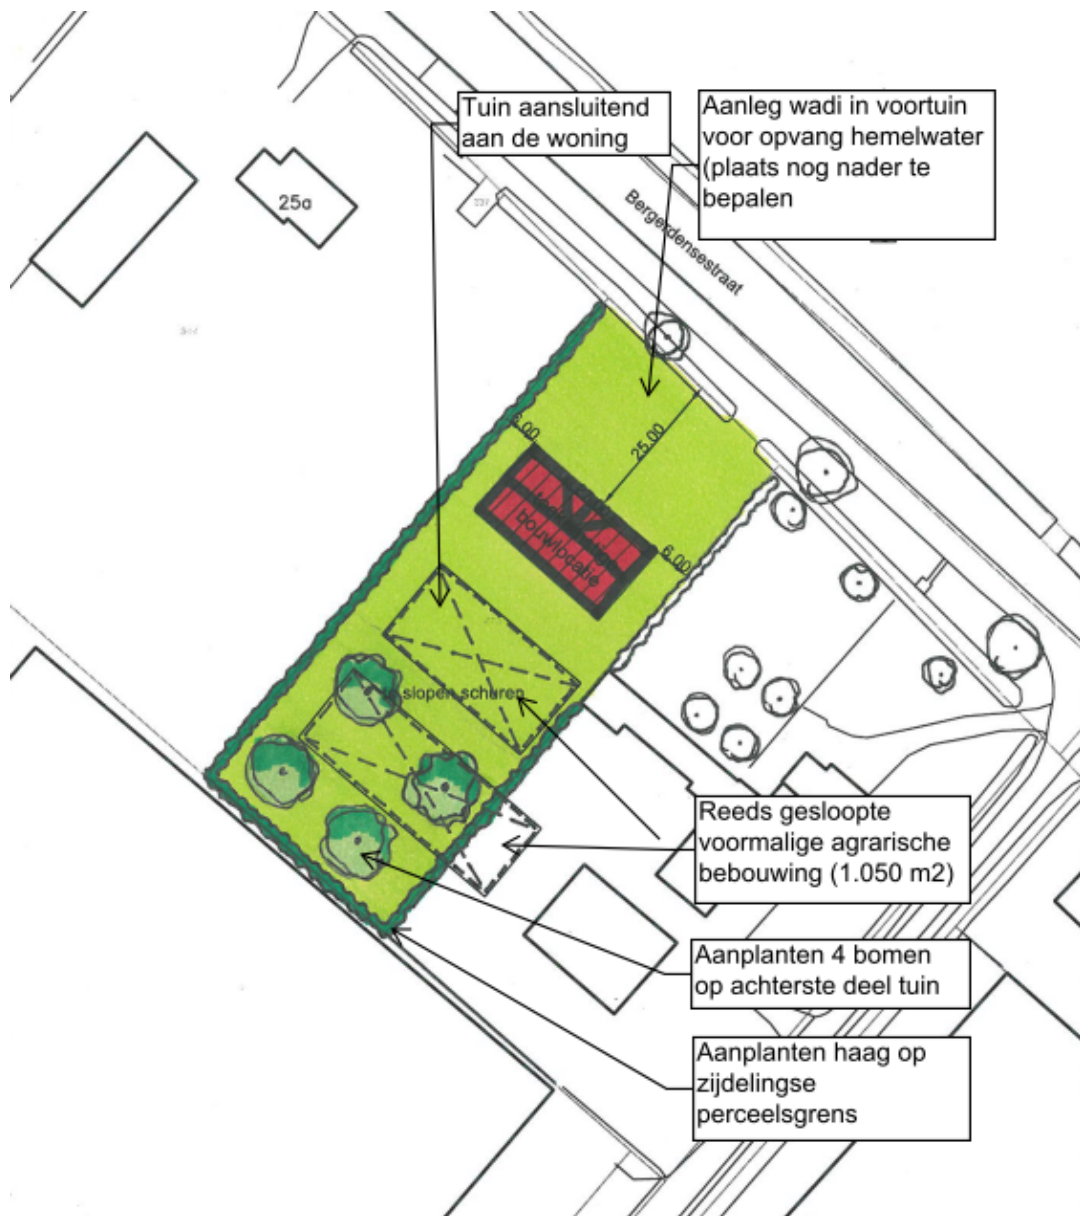 Tuin aansluitend
aan de woning
Aanleg wadi in voortuin
voor opvang hemelwater
(plaats nog nader te
bepalen
25a
Bergerdensestraat
6.00
25.00
bouwlocatie
6.00
te slopen schuren
Reeds gesloopte
voormalige agrarische
bebouwing (1.050 m2)
Aanplanten 4 bomen
op achterste deel tuin
Aanplanten haag op
zijdelingse
perceelsgrens